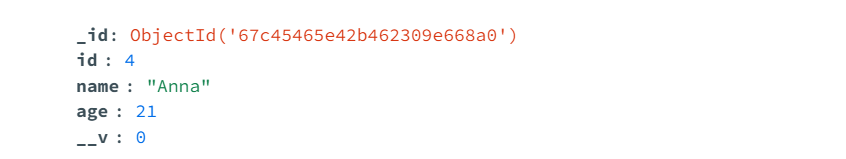 _id: ObjectId('67c45465e42b462309e668a0')
id : 4
name : "Anna"
age : 21
__v : 0